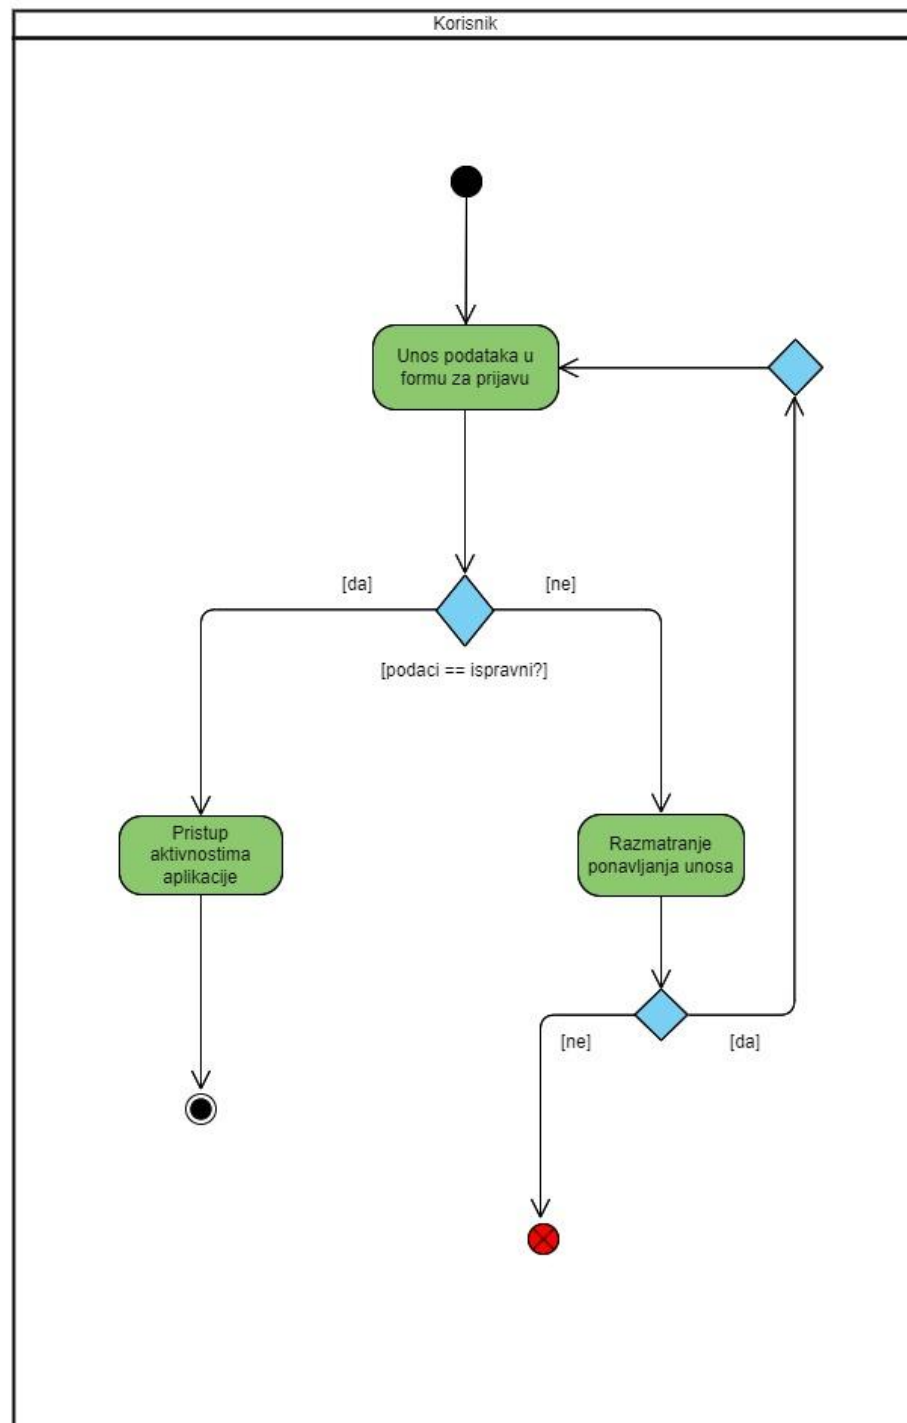 Korisnik
Unos podataka u
formu za prijavu
[da]
[ne]
[podaci == ispravni?]
Pristup
aktivnostima
aplikacije
Razmatranje
ponavljanja unosa
[ne]
[da]